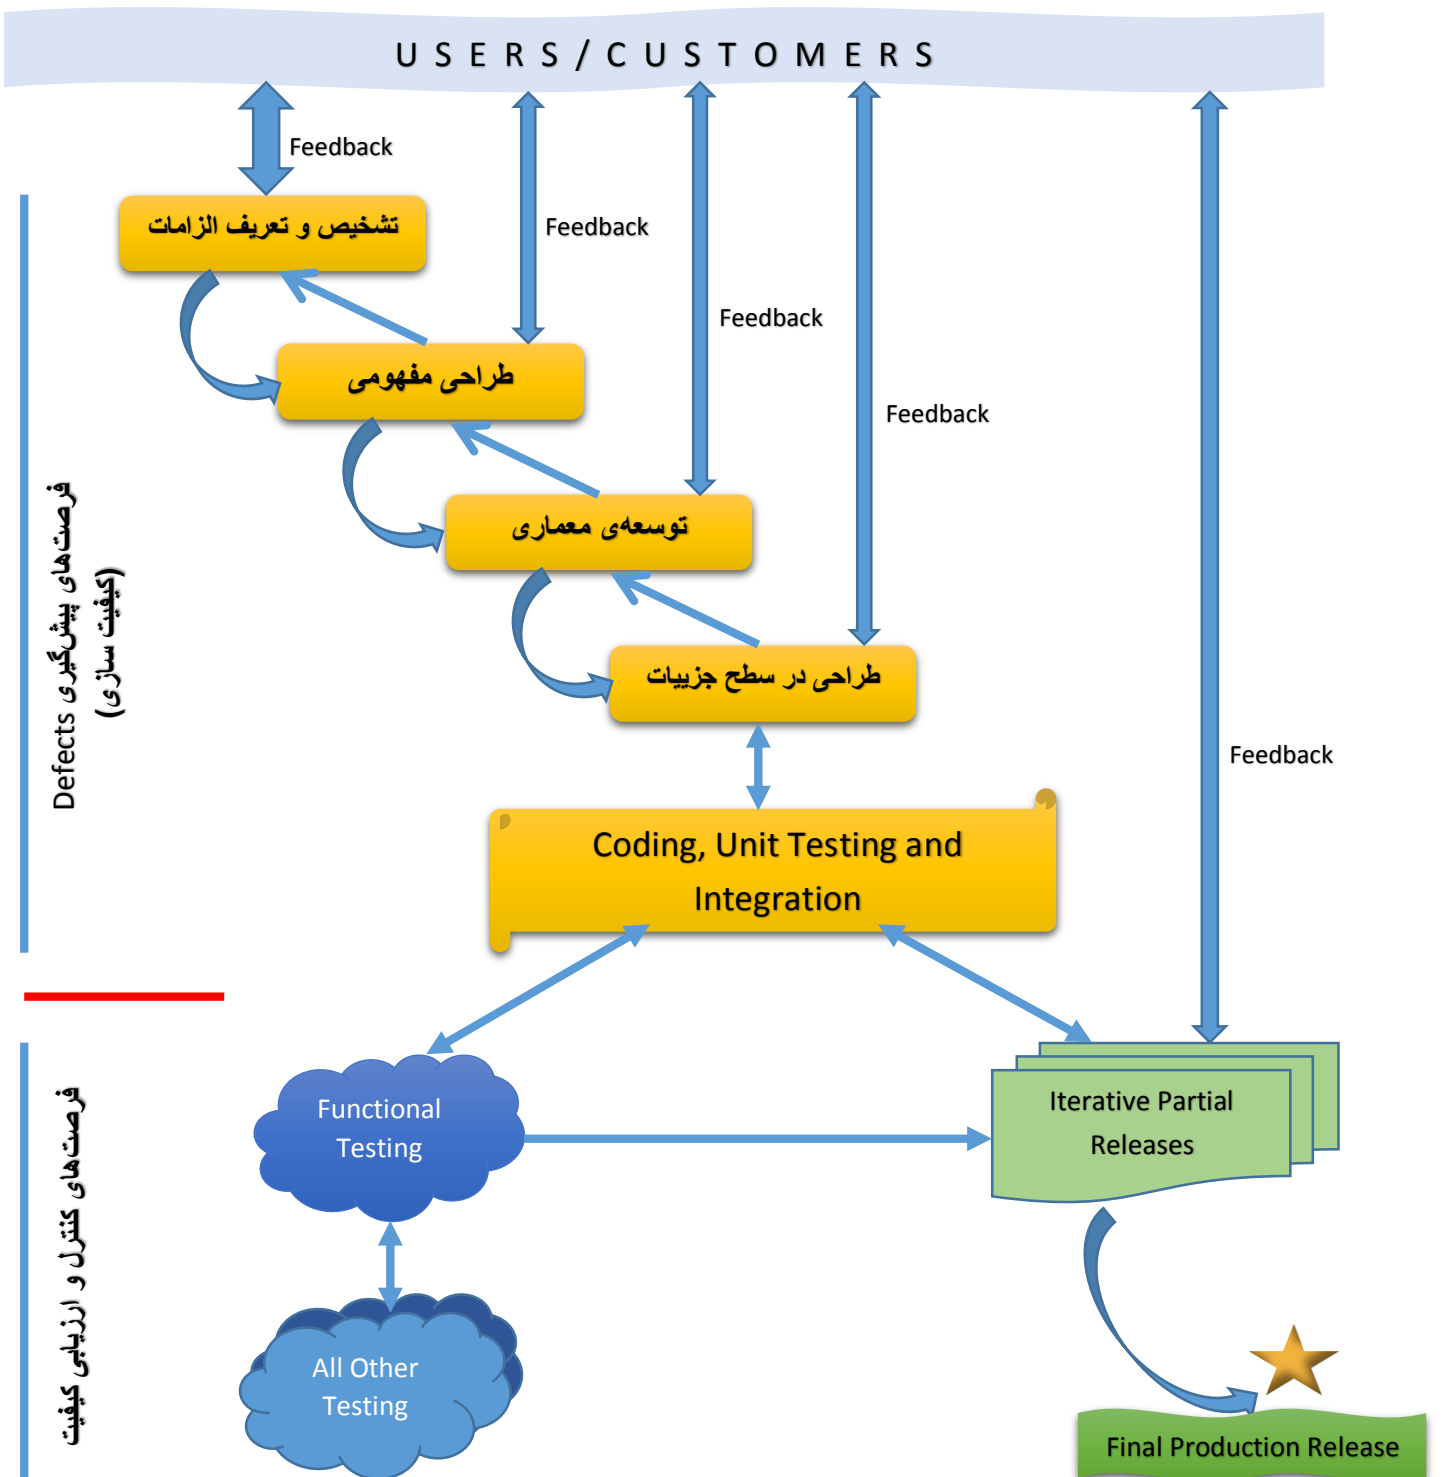 USERS/CUSTOMERS
Feedback
تشخیص و تعریف الزامات
Feedback
Feedback
طراحی مفهومی
Feedback
توسعه‌ی معماری
طراحی در سطح جزییات
Feedback
فرصت‌های پیش‌گیری Defects
(کیفیت سازی)
Coding, Unit Testing and
Integration
Functional
Testing
Iterative Partial
Releases
فرصت‌های کنترل و ارزیابی کیفیت
All Other
Testing
Final Production Release